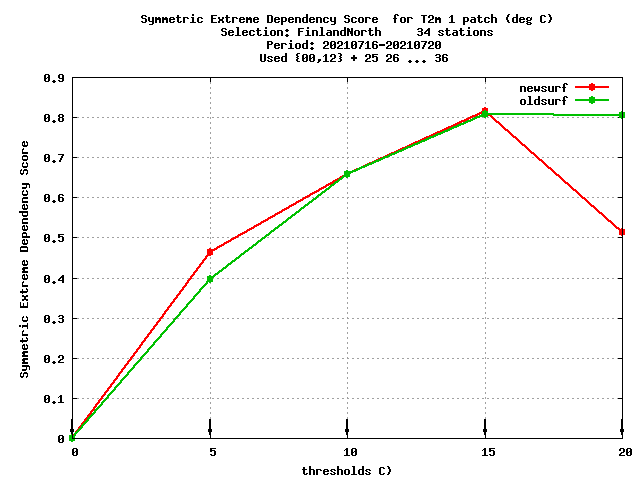 Symmetric Extreme Dependency Score  for T2m 1 patch (deg C)
Selection: FinlandNorth     34 stations
Period: 20210716-20210720
Used {00,12} + 25 26 ... 36
newsurf
oldsurf
Symmetric Extreme Dependency Score
0.9
0.8
0.7
0.6
0.5
0.4
0.3
0.2
0.1
0
0 5 10 15 20
thresholds C)